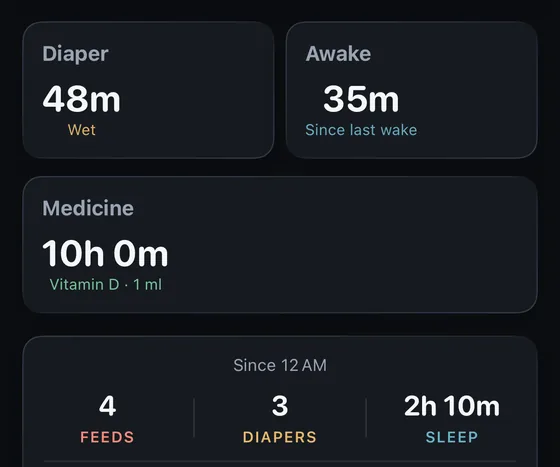 Diaper
48m
Wet
Awake
35m
Since last wake
Medicine
10h 0m
Vitamin D · 1 ml
Since 12 AM
4
FEEDS
3
DIAPERS
2h 10m
SLEEP